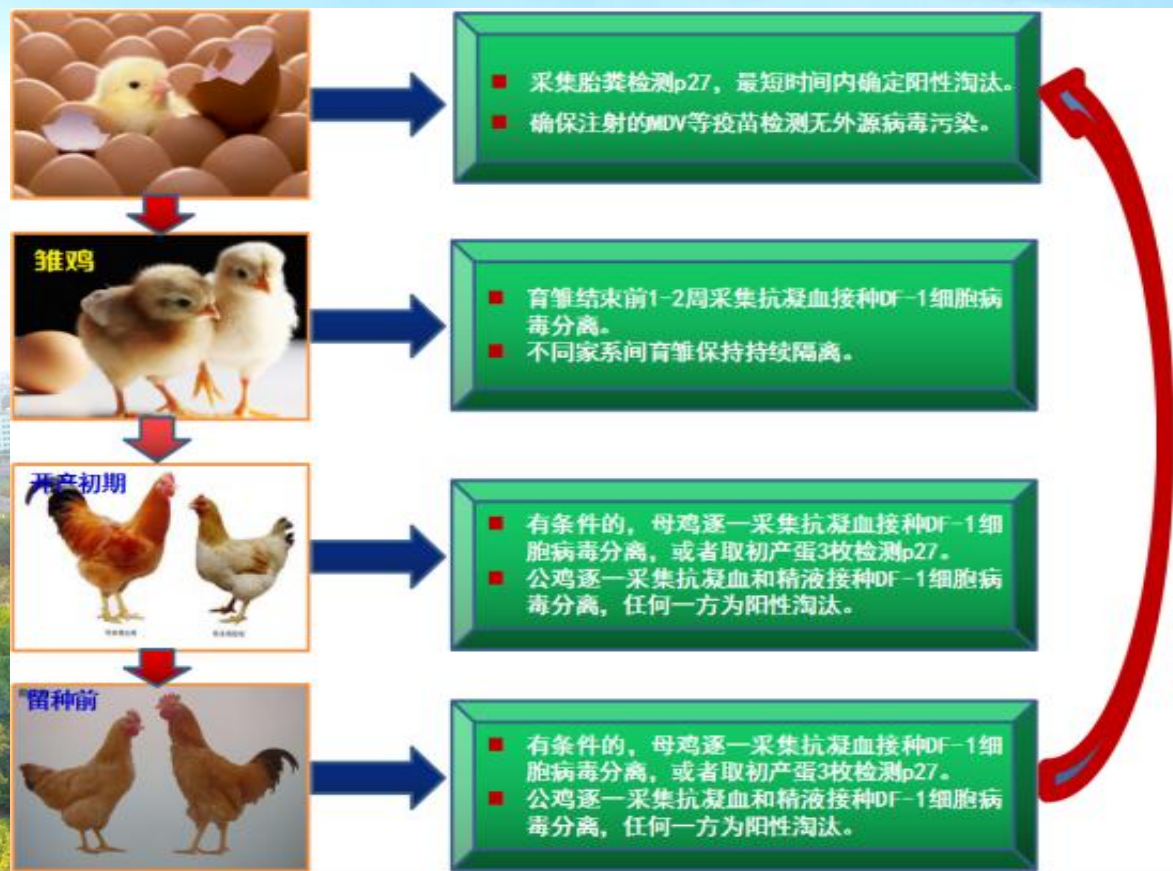 采集胎粪检测p27，最短时间内确定阳性淘汰。
确保注射的MDV等疫苗检测无外源病毒污染。
雏鸡
育雏结束前1-2周采集抗凝血接种DF-1细胞病
毒分离。
不同家系间育雏保持持续隔离。
开产初期
有条件的，母鸡逐一采集抗凝血接种DF-1细
胞病毒分离，或者取初产蛋3枚检测p27。
公鸡逐一采集抗凝血和精液接种DF-1细胞病
毒分离，任何一方为阳性淘汰。
留种前
有条件的，母鸡逐一采集抗凝血接种DF-1细
胞病毒分离，或者取初产蛋3枚检测p27。
公鸡逐一采集抗凝血和精液接种DF-1细胞病
毒分离，任何一方为阳性淘汰。